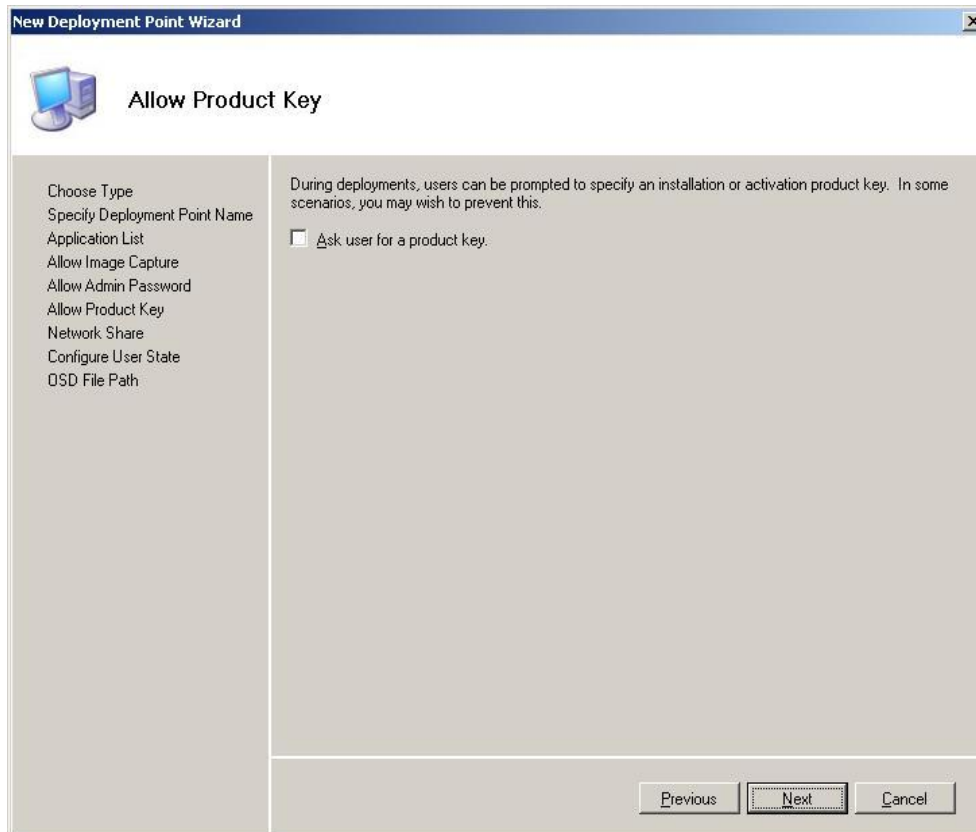 New Deployment Point Wizard
Allow Product Key
Choose Type
Specify Deployment Point Name
Application List
Allow Image Capture
Allow Admin Password
Allow Product Key
Network Share
Configure User State
OSD File Path
During deployments, users can be prompted to specify an installation or activation product key. In some
scenarios, you may wish to prevent this.
Ask user for a product key.
Previous Next Cancel